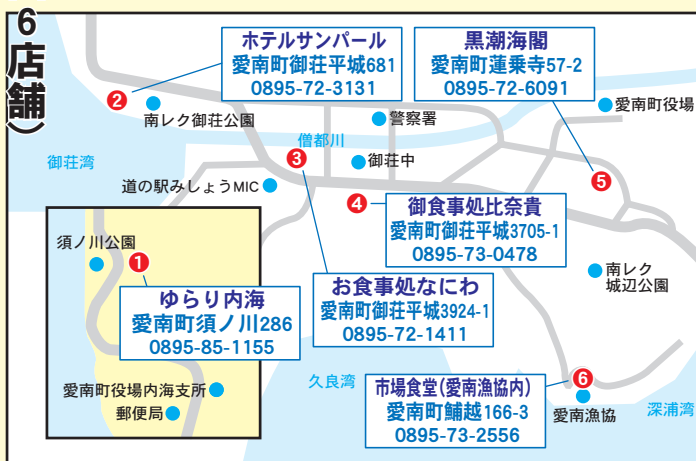 6店舗）
ホテルサンパール
愛南町御荘平城681
0895-72-3131
黒潮海閣
愛南町蓮乗寺57-2
0895-72-6091
2
南レク御荘公園
警察署
愛南町役場
僧都川
御荘湾
3
御荘中
道の駅みしょうMIC
4
5
御食事処比奈貴
愛南町御荘平城3705-1
0895-73-0478
須ノ川公園
1
ゆらり内海
愛南町須ノ川286
0895-85-1155
お食事処なにわ
愛南町御荘平城3924-1
0895-72-1411
南レク
城辺公園
久良湾
市場食堂（愛南漁協内）
愛南町鯆越166-3
0895-73-2556
6
愛南漁協
深浦湾
愛南町役場内海支所
郵便局